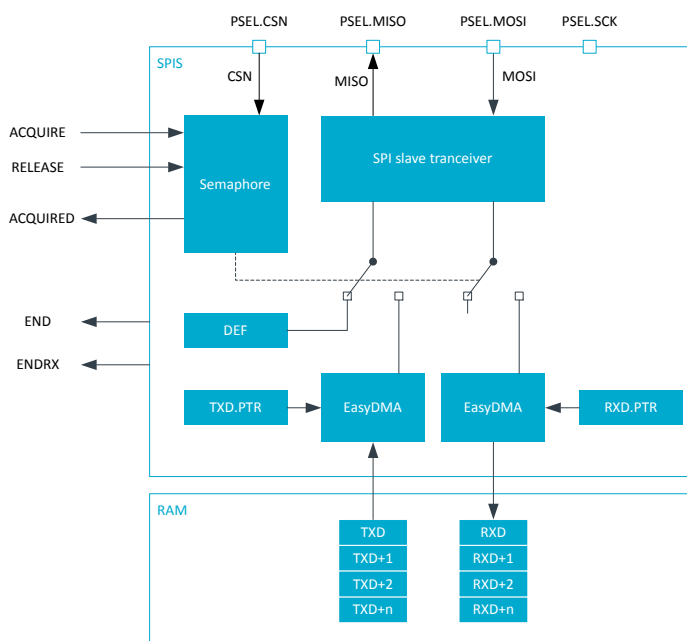 PSEL.CSN PSEL.MISO PSEL.MOSI PSEL.SCK
SPIS
CSN MISO MOSI
ACQUIRE
RELEASE
ACQUIRED
Semaphore
SPI slave tranceiver
END
ENDRX
DEF
TXD.PTR EasyDMA EasyDMA RXD.PTR
RAM
TXD RXD
TXD+1 RXD+1
TXD+2 RXD+2
TXD+n RXD+n